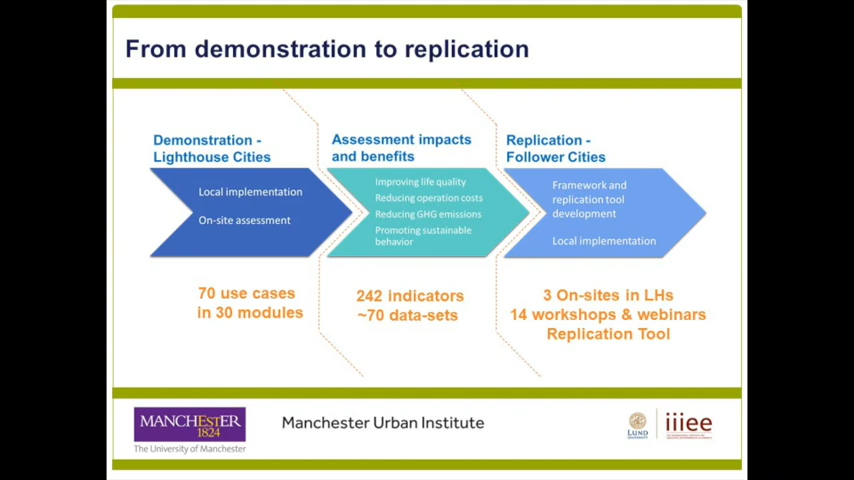 From demonstration to replication
Demonstration -
Lighthouse Cities
Local implementation
On-site assessment
70 use cases
in 30 modules
Assessment impacts
and benefits
Improving life quality
Reducing operation costs
Reducing GHG emissions
Promoting sustainable
behavior
242 indicators
~70 data-sets
Replication -
Follower Cities
Framework and
replication tool
development
Local implementation
3 On-sites in LHs
14 workshops & webinars
Replication Tool
MANCHESTER
1824
The University of Manchester
Manchester Urban Institute
LUND
UNIVERSITY
iiiee